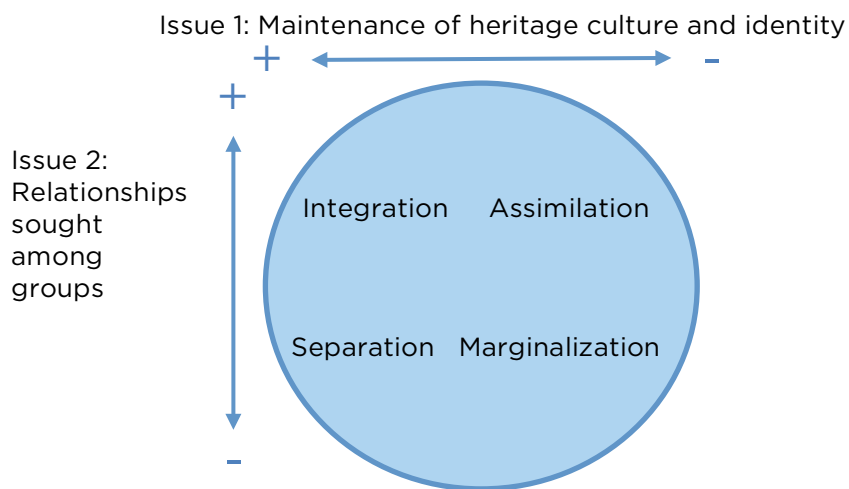 Issue 1: Maintenance of heritage culture and identity
+ -
+
Issue 2:
Relationships
sought
among
groups
Integration Assimilation
Separation Marginalization
-